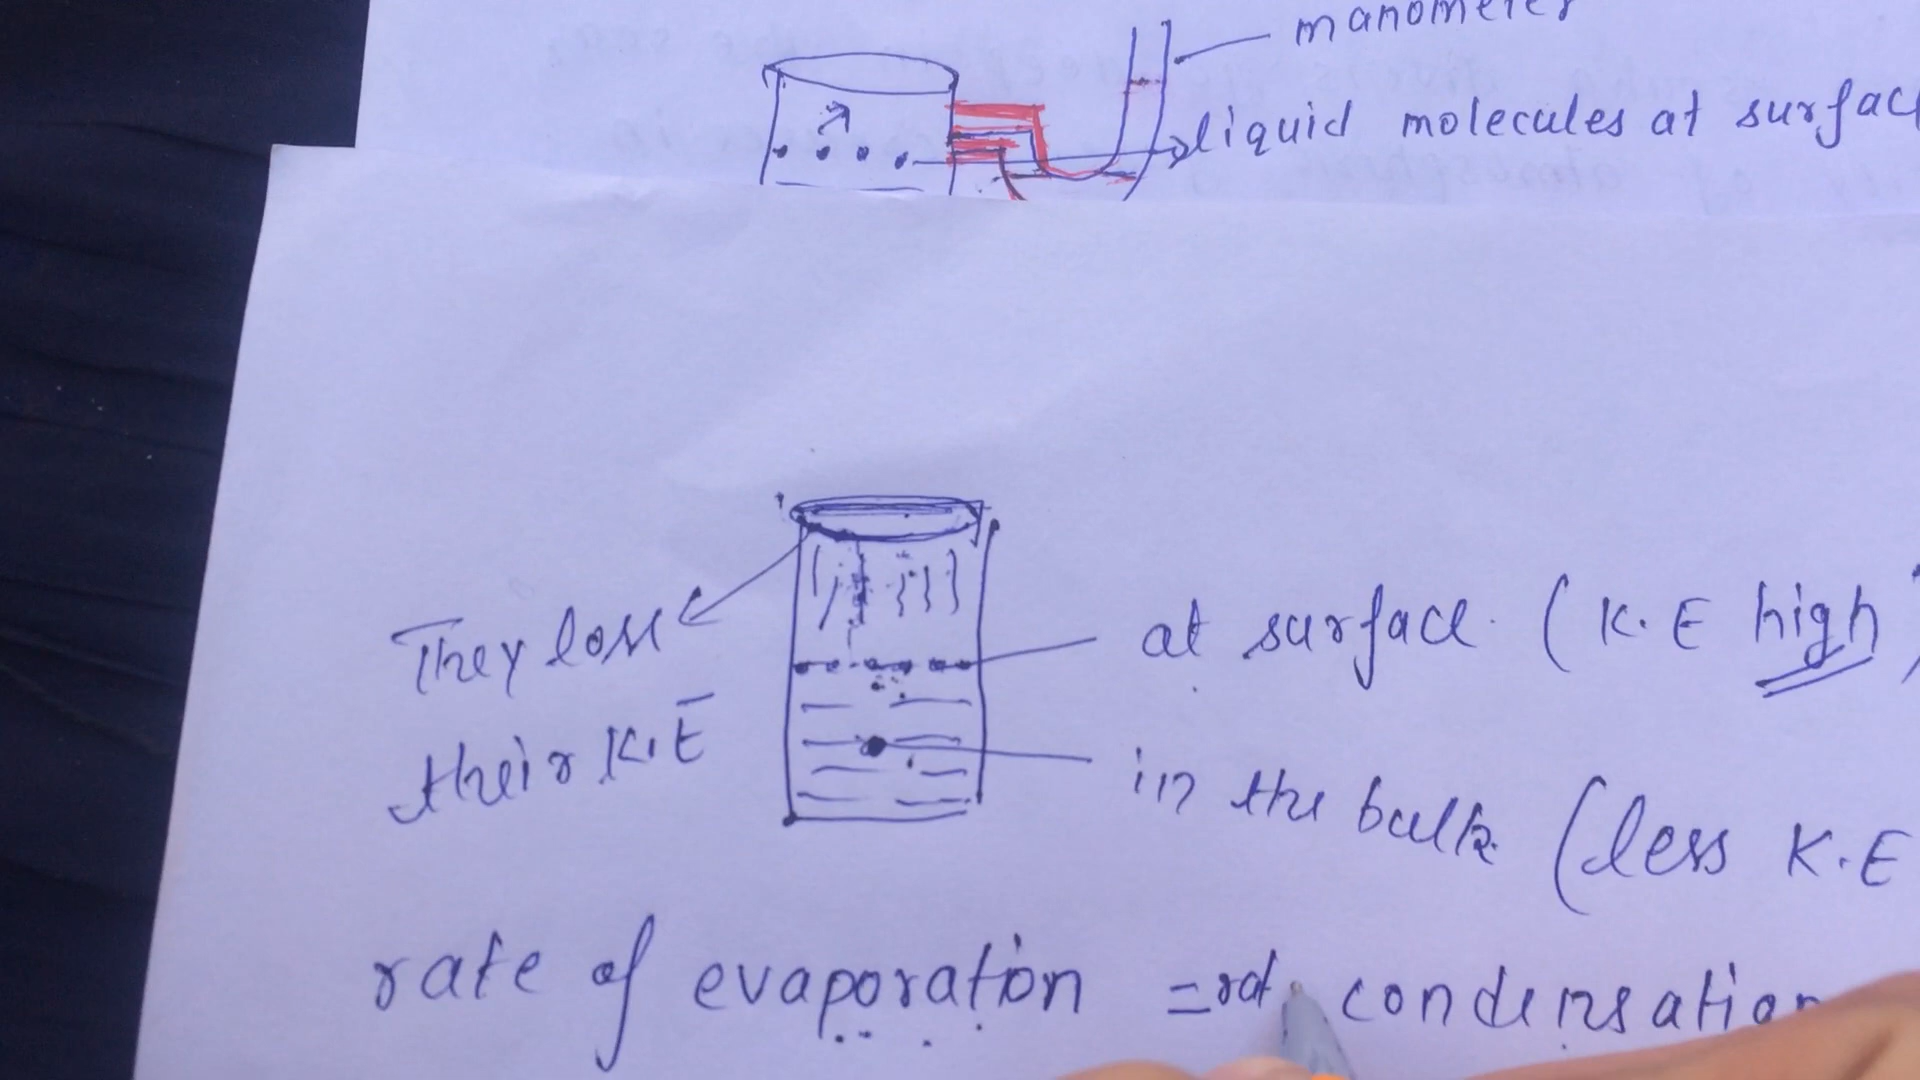 manometer
liquid molecules at surfac
They loss
their K.E
at surface. (K.E high)
in the bulk (less K.E
rate of evaporation = rat condensation